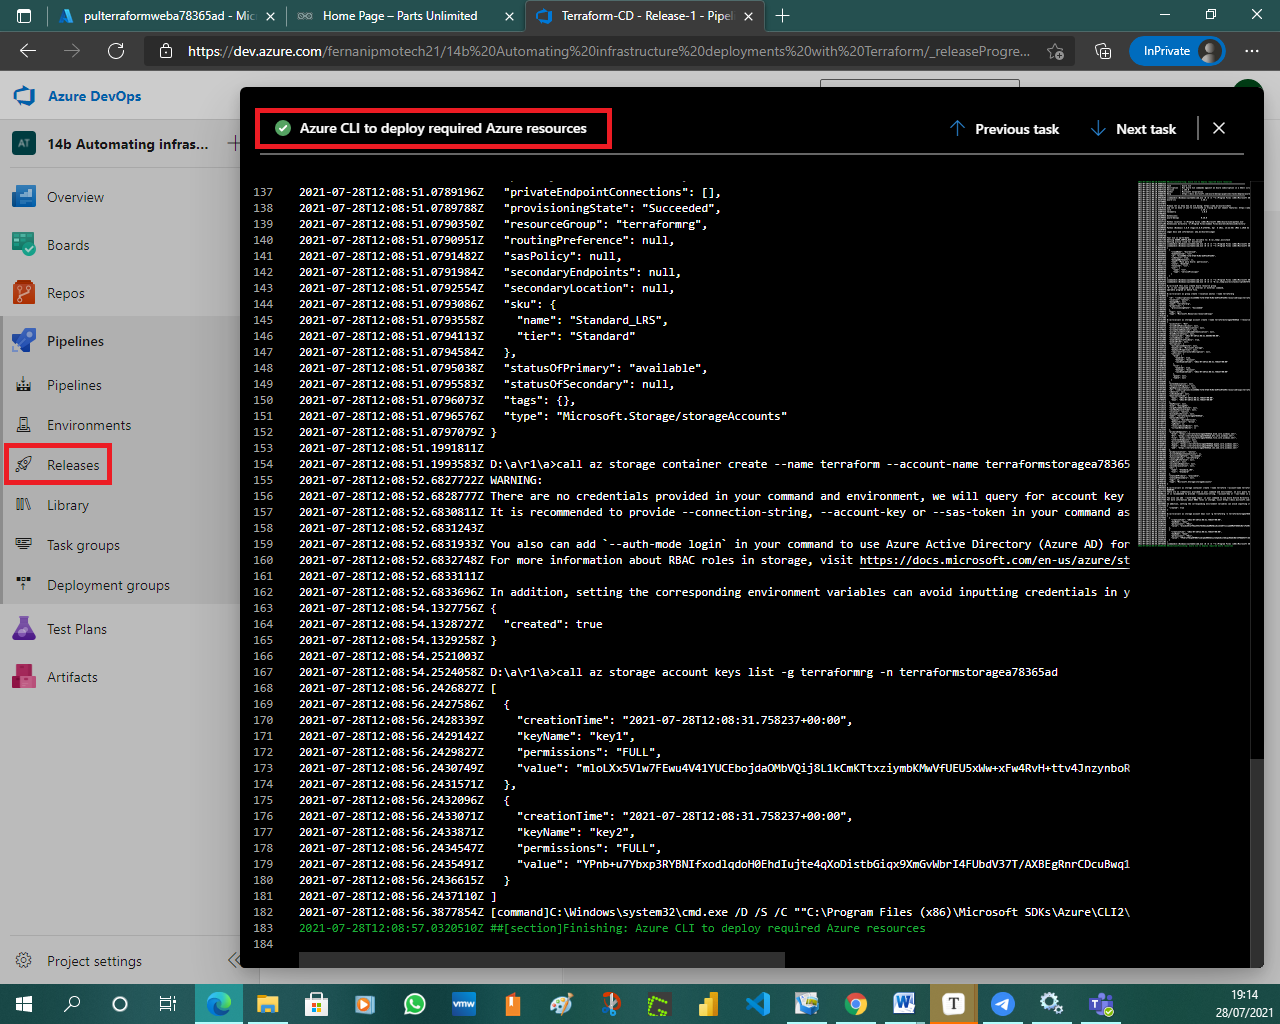 pulterraformweba78365ad - Mic
Home Page – Parts Unlimited
Terraform-CD - Release-1 - Pipel
https://dev.azure.com/fernanipmotech21/14b%20Automating%20infrastructure%20deployments%20with%20Terraform/_releaseProgre...
InPrivate
Azure DevOps
AT
14b Automating infras...
Overview
Boards
Repos
Pipelines
Pipelines
Environments
Releases
Library
Task groups
Deployment groups
Test Plans
Artifacts
Project settings
Azure CLI to deploy required Azure resources
Previous task
Next task
137 2021-07-28T12:08:51.0789196Z "privateEndpointConnections": [],
138 2021-07-28T12:08:51.0789788Z "provisioningState": "Succeeded",
139 2021-07-28T12:08:51.0790350Z "resourceGroup": "terraformrg",
140 2021-07-28T12:08:51.0790951Z "routingPreference": null,
141 2021-07-28T12:08:51.0791482Z "sasPolicy": null,
142 2021-07-28T12:08:51.0791984Z "secondaryEndpoints": null,
143 2021-07-28T12:08:51.0792554Z "secondaryLocation": null,
144 2021-07-28T12:08:51.0793086Z "sku": {
145 2021-07-28T12:08:51.0793558Z "name": "Standard_LRS",
146 2021-07-28T12:08:51.0794113Z "tier": "Standard"
147 2021-07-28T12:08:51.0794584Z },
148 2021-07-28T12:08:51.0795038Z "statusOfPrimary": "available",
149 2021-07-28T12:08:51.0795583Z "statusOfSecondary": null,
150 2021-07-28T12:08:51.0796073Z "tags": {},
151 2021-07-28T12:08:51.0796576Z "type": "Microsoft.Storage/storageAccounts"
152 2021-07-28T12:08:51.0797079Z }
153 2021-07-28T12:08:51.1991811Z
154 2021-07-28T12:08:51.1993583Z D:\a\r1\a>call az storage container create --name terraform --account-name terraformstoragea78365
155 2021-07-28T12:08:52.6827722Z WARNING:
156 2021-07-28T12:08:52.6828777Z There are no credentials provided in your command and environment, we will query for account key
157 2021-07-28T12:08:52.6830811Z It is recommended to provide --connection-string, --account-key or --sas-token in your command as
158 2021-07-28T12:08:52.6831243Z
159 2021-07-28T12:08:52.6831933Z You also can add `--auth-mode login` in your command to use Azure Active Directory (Azure AD) for
160 2021-07-28T12:08:52.6832748Z For more information about RBAC roles in storage, visit https://docs.microsoft.com/en-us/azure/st
161 2021-07-28T12:08:52.6833111Z
162 2021-07-28T12:08:52.6833696Z In addition, setting the corresponding environment variables can avoid inputting credentials in y
163 2021-07-28T12:08:54.1327756Z {
164 2021-07-28T12:08:54.1328727Z "created": true
165 2021-07-28T12:08:54.1329258Z }
166 2021-07-28T12:08:54.2521003Z
167 2021-07-28T12:08:54.2524058Z D:\a\r1\a>call az storage account keys list -g terraformrg -n terraformstoragea78365ad
168 2021-07-28T12:08:56.2426827Z [
169 2021-07-28T12:08:56.2427586Z {
170 2021-07-28T12:08:56.2428339Z "creationTime": "2021-07-28T12:08:31.758237+00:00",
171 2021-07-28T12:08:56.2429142Z "keyName": "key1",
172 2021-07-28T12:08:56.2429827Z "permissions": "FULL",
173 2021-07-28T12:08:56.2430749Z "value": "mloLXx5Vlw7FEwu4V41YUCEbojdaOMbVQij8L1kCmKTtxziymbKMwVfUEU5xWw+xFw4RvH+ttv4JnzynboR
174 2021-07-28T12:08:56.2431571Z },
175 2021-07-28T12:08:56.2432096Z {
176 2021-07-28T12:08:56.2433071Z "creationTime": "2021-07-28T12:08:31.758237+00:00",
177 2021-07-28T12:08:56.2433871Z "keyName": "key2",
178 2021-07-28T12:08:56.2434547Z "permissions": "FULL",
179 2021-07-28T12:08:56.2435491Z "value": "YPnb+u7Ybxp3RYBNIfxodlqdoH0EhdIujte4qXoDistbGiqx9XmGvWbrI4FUbdV37T/AXBEgRnrCDcuBwq1
180 2021-07-28T12:08:56.2436615Z }
181 2021-07-28T12:08:56.2437110Z ]
182 2021-07-28T12:08:56.3877854Z [command]C:\Windows\system32\cmd.exe /D /S /C ""C:\Program Files (x86)\Microsoft SDKs\Azure\CLI2\
183 2021-07-28T12:08:57.0320510Z ##[section]Finishing: Azure CLI to deploy required Azure resources
184
vmw
T
19:14
28/07/2021